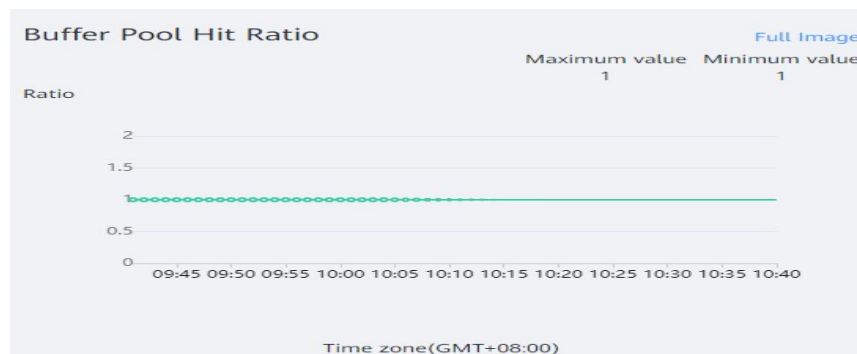 Buffer Pool Hit Ratio
Full Image
Maximum value Minimum value
1 1
Ratio
2
1.5
1
0.5
0
09:45 09:50 09:55 10:00 10:05 10:10 10:15 10:20 10:25 10:30 10:35 10:40
Time zone(GMT+08:00)